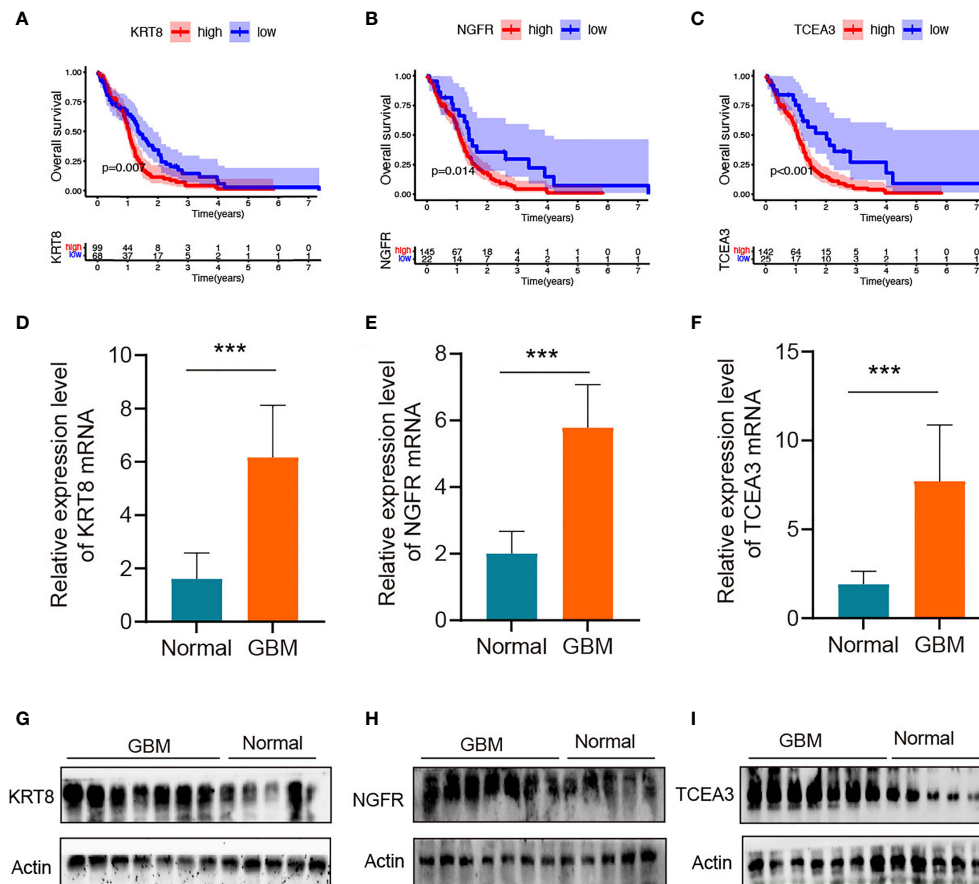 A
KRT8 high low
Overall survival
1.00
0.75
0.50
0.25
0.00
p=0.007
0 1 2 3 4 5 6 7
Time(years)
KRT8
high 99 44 8 3 1 1 0 0
low 68 37 17 5 2 1 1 1
0 1 2 3 4 5 6 7
Time(years)
B
NGFR high low
Overall survival
1.00
0.75
0.50
0.25
0.00
p=0.014
0 1 2 3 4 5 6 7
Time(years)
NGFR
high 145 67 18 4 1 1 0 0
low 22 14 7 4 2 1 1 1
0 1 2 3 4 5 6 7
Time(years)
C
TCEA3 high low
Overall survival
1.00
0.75
0.50
0.25
0.00
p<0.001
0 1 2 3 4 5 6 7
Time(years)
TCEA3
high 142 64 15 5 1 1 0 0
low 25 17 10 3 2 1 1 1
0 1 2 3 4 5 6 7
Time(years)
D
Relative expression level
of KRT8 mRNA
10
8
6
4
2
0
***
Normal GBM
E
Relative expression level
of NGFR mRNA
8
6
4
2
0
***
Normal GBM
F
Relative expression level
of TCEA3 mRNA
15
10
5
0
***
Normal GBM
G
GBM Normal
KRT8
Actin
H
GBM Normal
NGFR
Actin
I
GBM Normal
TCEA3
Actin